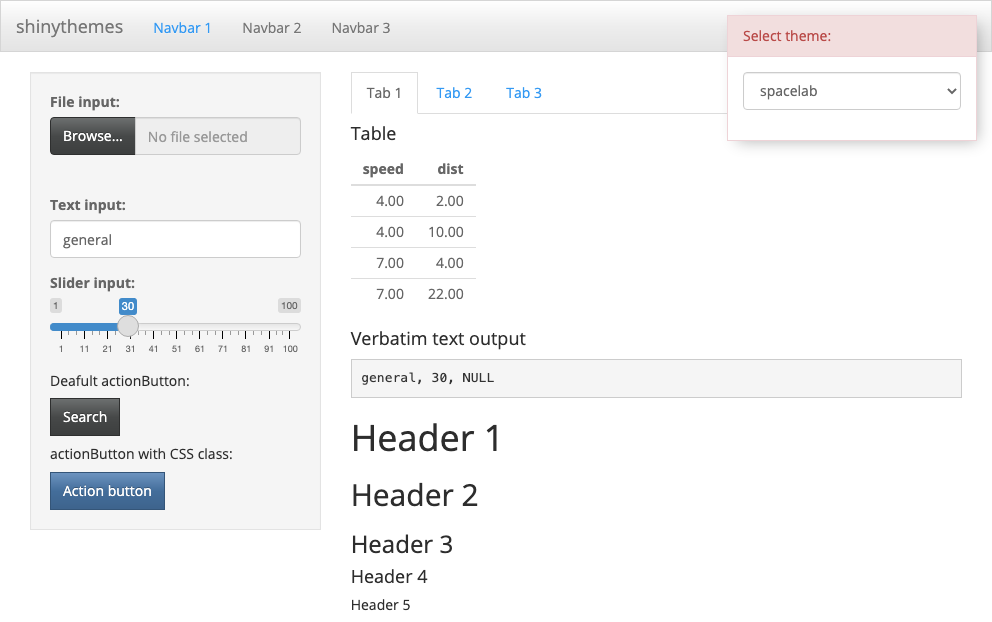 shinythemes Navbar 1 Navbar 2 Navbar 3
Select theme:
spacelab
File input:
Browse... No file selected
Text input:
general
Slider input:
1 30 100
1 11 21 31 41 51 61 71 81 91 100
Deafult actionButton:
Search
actionButton with CSS class:
Action button
Tab 1 Tab 2 Tab 3
Table
speed dist
4.00 2.00
4.00 10.00
7.00 4.00
7.00 22.00
Verbatim text output
general, 30, NULL
Header 1
Header 2
Header 3
Header 4
Header 5